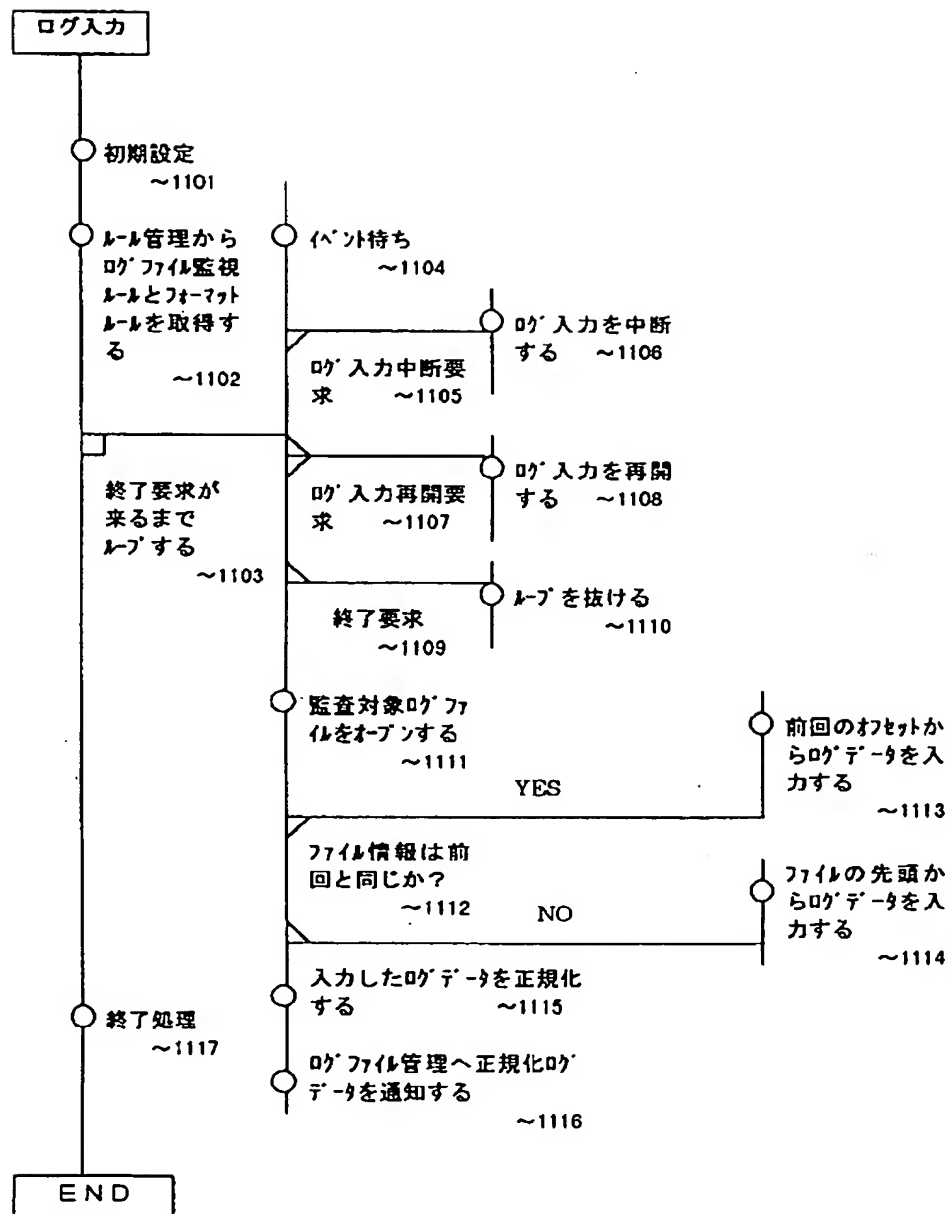 ログ入力
初期設定
～1101
ﾙｰﾙ管理から
ﾛｸﾞﾌｧｲﾙ監視
ﾙｰﾙとﾌｫｰﾏｯﾄ
ﾙｰﾙを取得す
る
～1102
終了要求が
来るまで
ﾙｰﾌﾟする
～1103
ｲﾍﾞﾝﾄ待ち
～1104
ﾛｸﾞ入力中断要
求 ～1105
ﾛｸﾞ入力を中断
する ～1106
ﾛｸﾞ入力再開要
求 ～1107
ﾛｸﾞ入力を再開
する ～1108
終了要求
～1109
ﾙｰﾌﾟを抜ける
～1110
監査対象ﾛｸﾞﾌｧ
ｲﾙをｵｰﾌﾟﾝする
～1111
ﾌｧｲﾙ情報は前
回と同じか？
～1112
YES
前回のｵﾌｾｯﾄか
らﾛｸﾞﾃﾞｰﾀを入
力する
～1113
NO
ﾌｧｲﾙの先頭か
らﾛｸﾞﾃﾞｰﾀを入
力する
～1114
入力したﾛｸﾞﾃﾞｰﾀを正規化
する ～1115
ﾛｸﾞﾌｧｲﾙ管理へ正規化ﾛｸﾞ
ﾃﾞｰﾀを通知する
～1116
終了処理
～1117
END